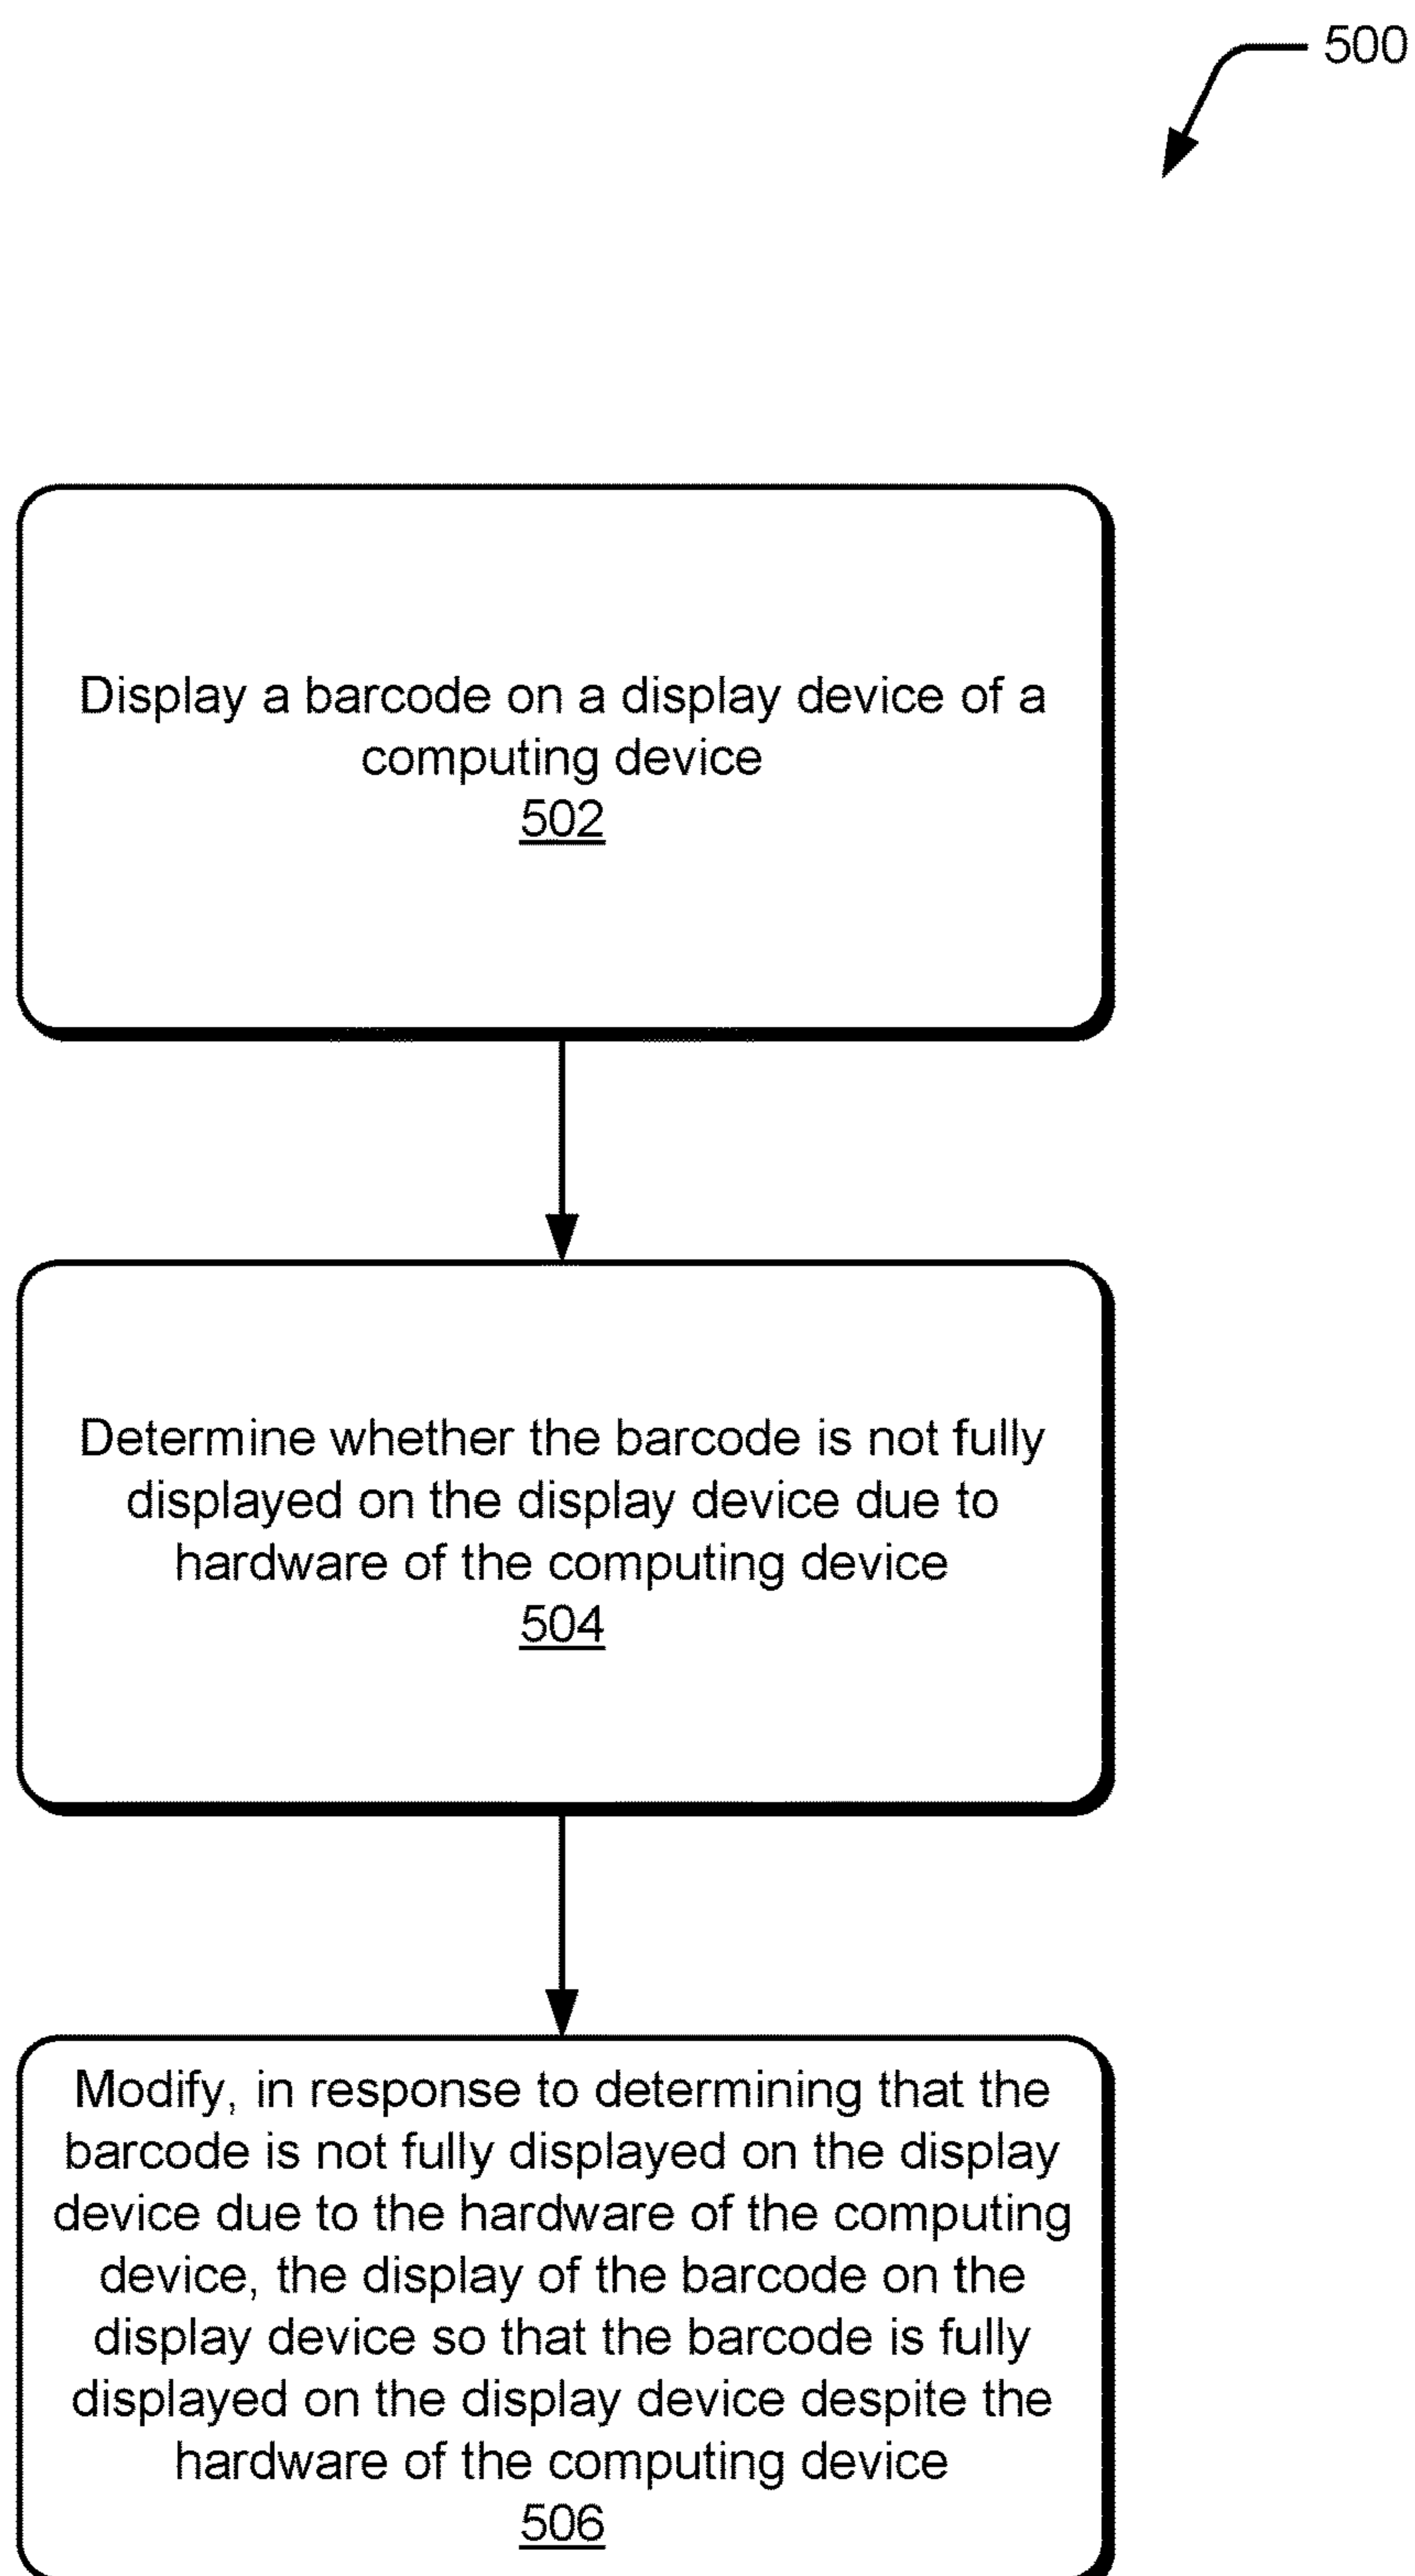 500
Display a barcode on a display device of a
computing device
502
Determine whether the barcode is not fully
displayed on the display device due to
hardware of the computing device
504
Modify, in response to determining that the
barcode is not fully displayed on the display
device due to the hardware of the computing
device, the display of the barcode on the
display device so that the barcode is fully
displayed on the display device despite the
hardware of the computing device
506